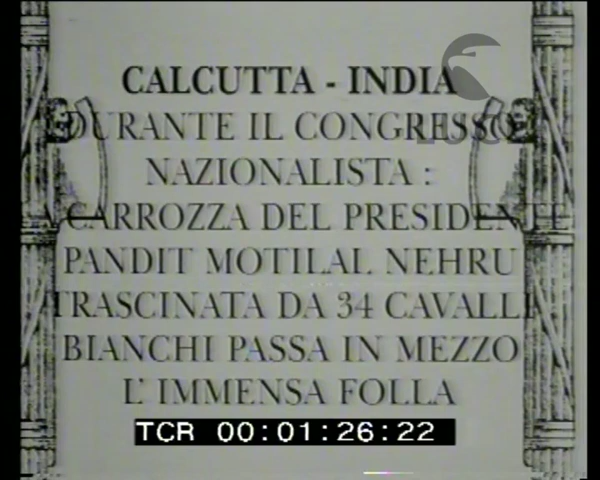 CALCUTTA - INDIA
DURANTE IL CONGRESSO
NAZIONALISTA :
LA CARROZZA DEL PRESIDENTE
PANDIT MOTILAL NEHRU
TRASCINATA DA 34 CAVALLI
BIANCHI PASSA IN MEZZO
L' IMMENSA FOLLA
TCR 00:01:26:22